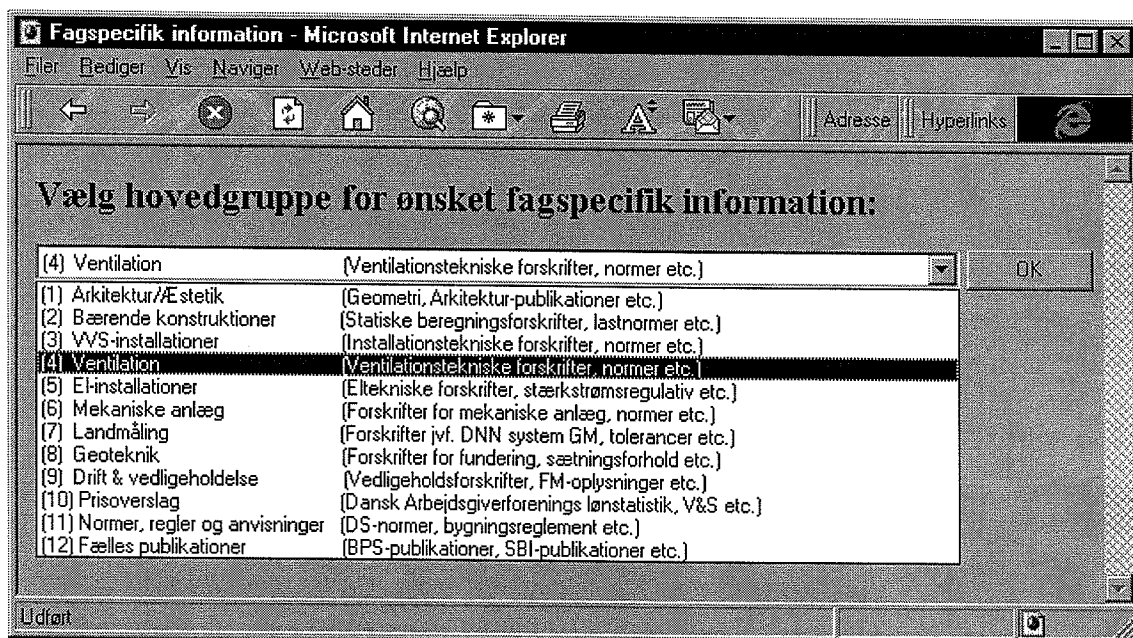 Fagspecifik information - Microsoft Internet Explorer
Filer Rediger Vis Naviger Web-steder Hjælp
Adresse Hyperlinks
Vælg hovedgruppe for ønsket fagspecifik information:
(4) Ventilation (Ventilationstekniske forskrifter, normer etc.) OK
(1) Arkitektur/Æstetik (Geometri, Arkitektur-publikationer etc.)
(2) Bærende konstruktioner (Statiske beregningsforskrifter, lastnormer etc.)
(3) VVS-installationer (Installationstekniske forskrifter, normer etc.)
(4) Ventilation (Ventilationstekniske forskrifter, normer etc.)
(5) El-installationer (Eltekniske forskrifter, stærkstrømsregulativ etc.)
(6) Mekaniske anlæg (Forskrifter for mekaniske anlæg, normer etc.)
(7) Landmåling (Forskrifter jvf. DNN system GM, tolerancer etc.)
(8) Geoteknik (Forskrifter for fundering, sætningsforhold etc.)
(9) Drift & vedligeholdelse (Vedligeholdsforskrifter, FM-oplysninger etc.)
(10) Prisoverslag (Dansk Arbejdsgiverforenings lønstatistik, V&S etc.)
(11) Normer, regler og anvisninger (DS-normer, bygningsreglement etc.)
(12) Fælles publikationer (BPS-publikationer, SBI-publikationer etc.)
Udført